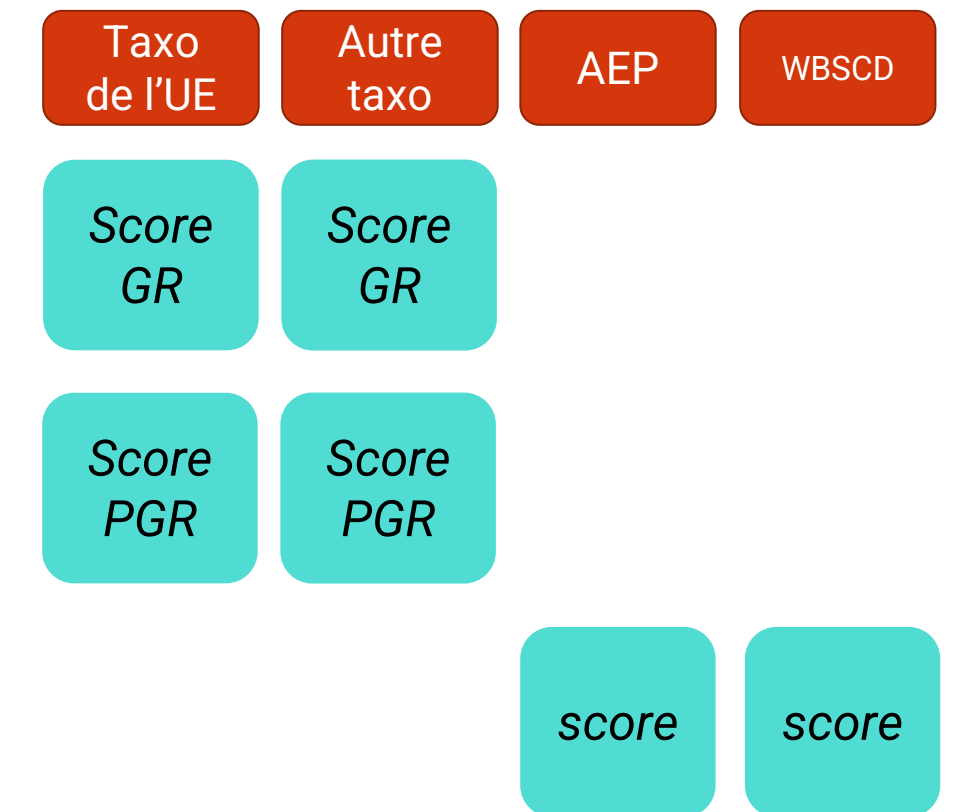 Taxo
de l'UE
Autre
taxo
AEP
WBSCD
Score
GR
Score
GR
Score
PGR
Score
PGR
score
score